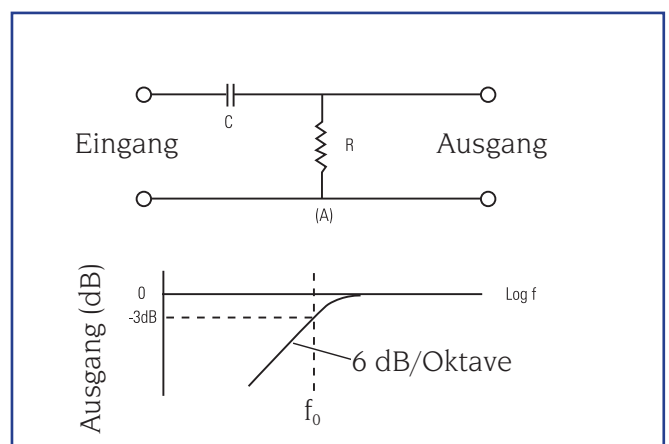 C
Eingang
R
Ausgang
(A)
Ausgang (dB)
0
Log f
-3dB
6 dB/Oktave
f₀